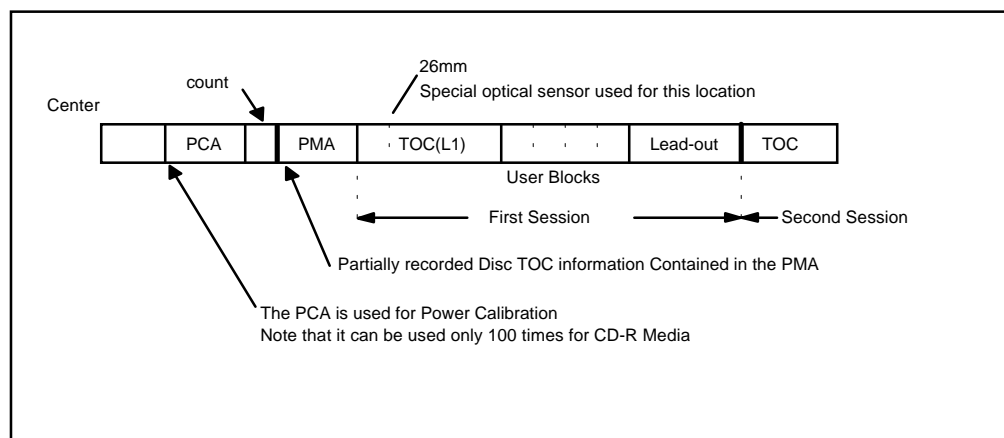 26mm
count
Special optical sensor used for this location
Center
PCA
PMA
TOC(L1)
Lead-out
TOC
User Blocks
First Session
Second Session
Partially recorded Disc TOC information Contained in the PMA
The PCA is used for Power Calibration
Note that it can be used only 100 times for CD-R Media